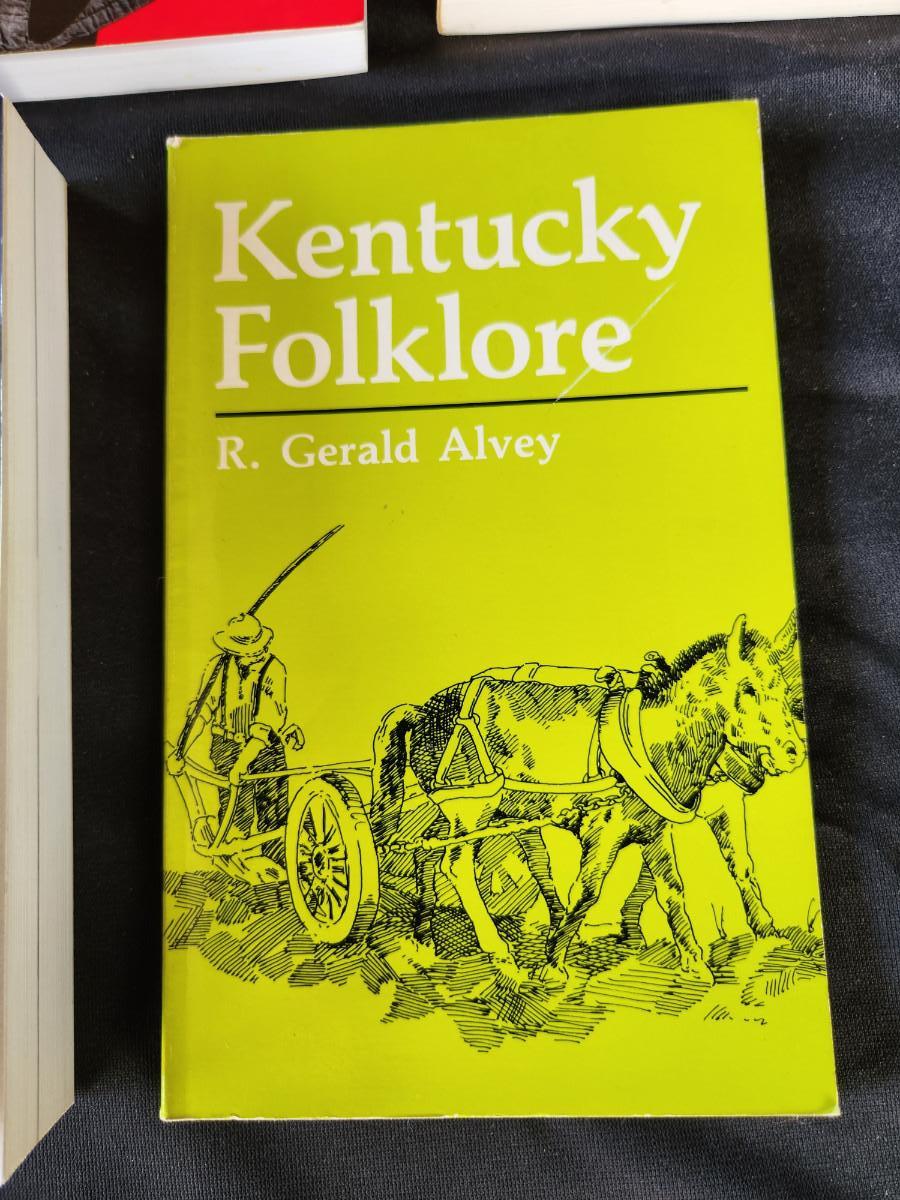 Kentucky
Folklore
R. Gerald Alvey